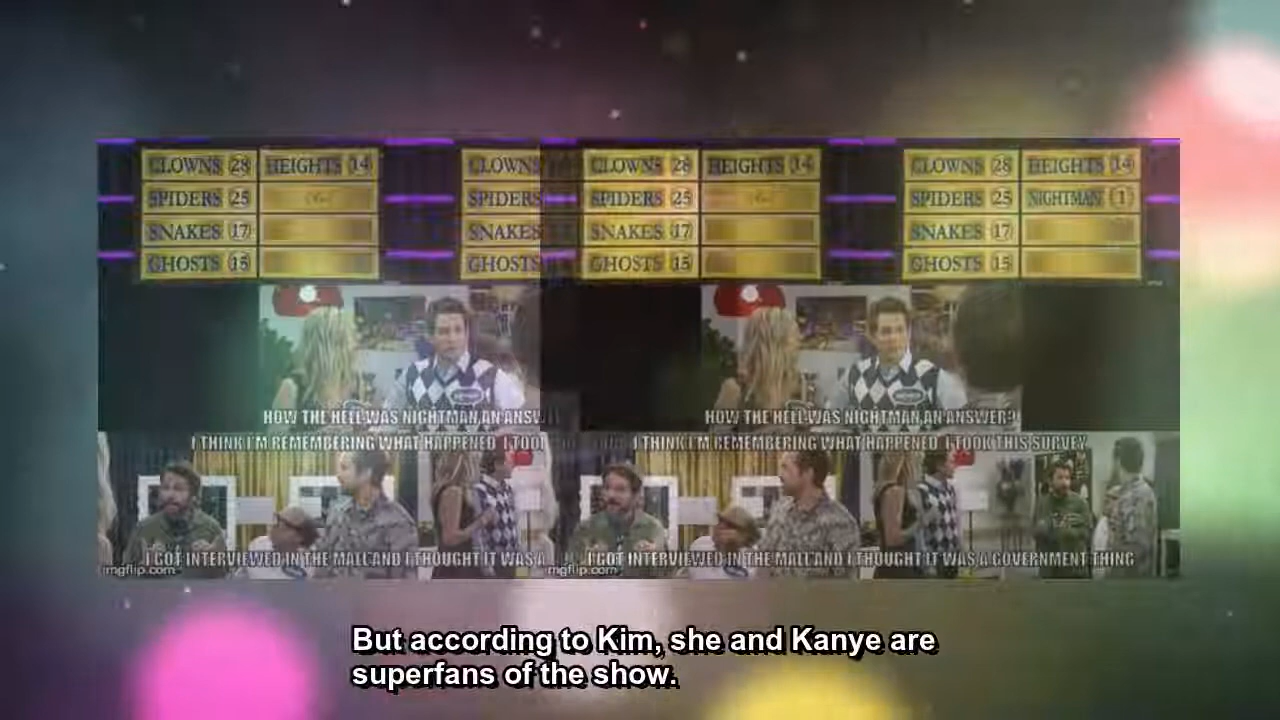 CLOWNS 28 HEIGHTS 14 CLOWNS CLOWNS 28 HEIGHTS 14 CLOWNS 28 HEIGHTS 14
SPIDERS 25 SPIDERS SPIDERS 25 SPIDERS 25 NIGHTMAN 1
SNAKES 17 SNAKES SNAKES 17 SNAKES 17
GHOSTS 15 GHOSTS GHOSTS 15 GHOSTS 15
HOW THE HELL WAS NIGHTMAN AN ANSW HOW THE HELL WAS NIGHTMAN AN ANSWER?
I THINK I'M REMEMBERING WHAT HAPPENED I TOO I THINK I'M REMEMBERING WHAT HAPPENED I TOOK THIS SURVEY
I GOT INTERVIEWED IN THE MALL AND I THOUGHT IT WAS A I GOT INTERVIEWED IN THE MALL AND I THOUGHT IT WAS A GOVERNMENT THING
imgflip.com imgflip.com
But according to Kim, she and Kanye are
superfans of the show.